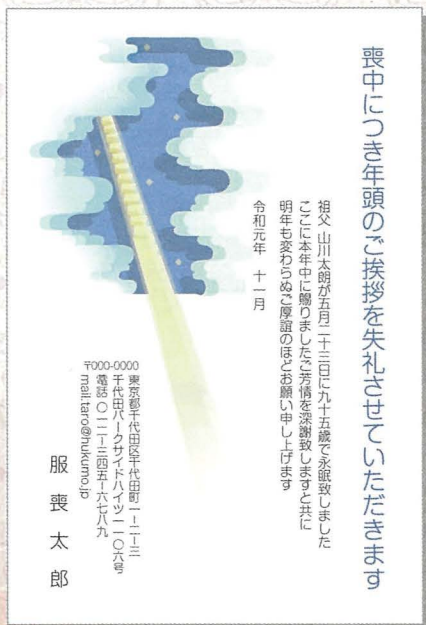 喪中につき年頭のご挨拶を失礼させていただきます
祖父 山川太朗が五月二十三日に九十五歳で永眠致しました
ここに本年中に賜りましたご芳情を深謝致しますと共に
明年も変わらぬご厚誼のほどお願い申し上げます
令和元年 十一月
〒000-0000
東京都千代田区千代田町一ー二ー三
千代田パークサイドハイツ一一〇六号
電話 〇一二ー三四五ー六七八九
mail:taro@hukumo.jp
服喪太郎